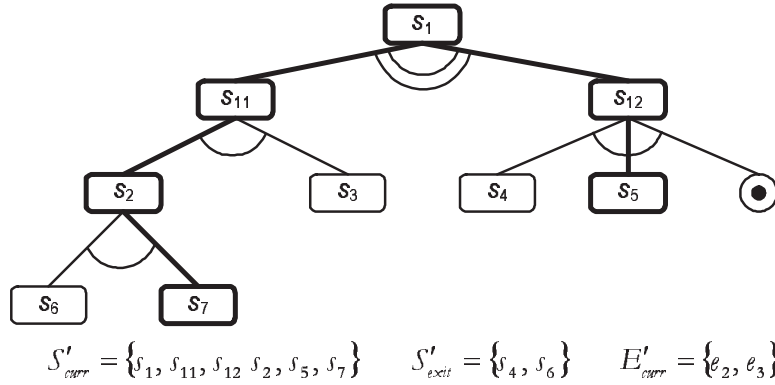 s1
s11 s12
s2 s3 s4 s5
s6 s7
S′curr = {s1, s11, s12 s2, s5, s7} S′exit = {s4, s6} E′curr = {e2, e3}